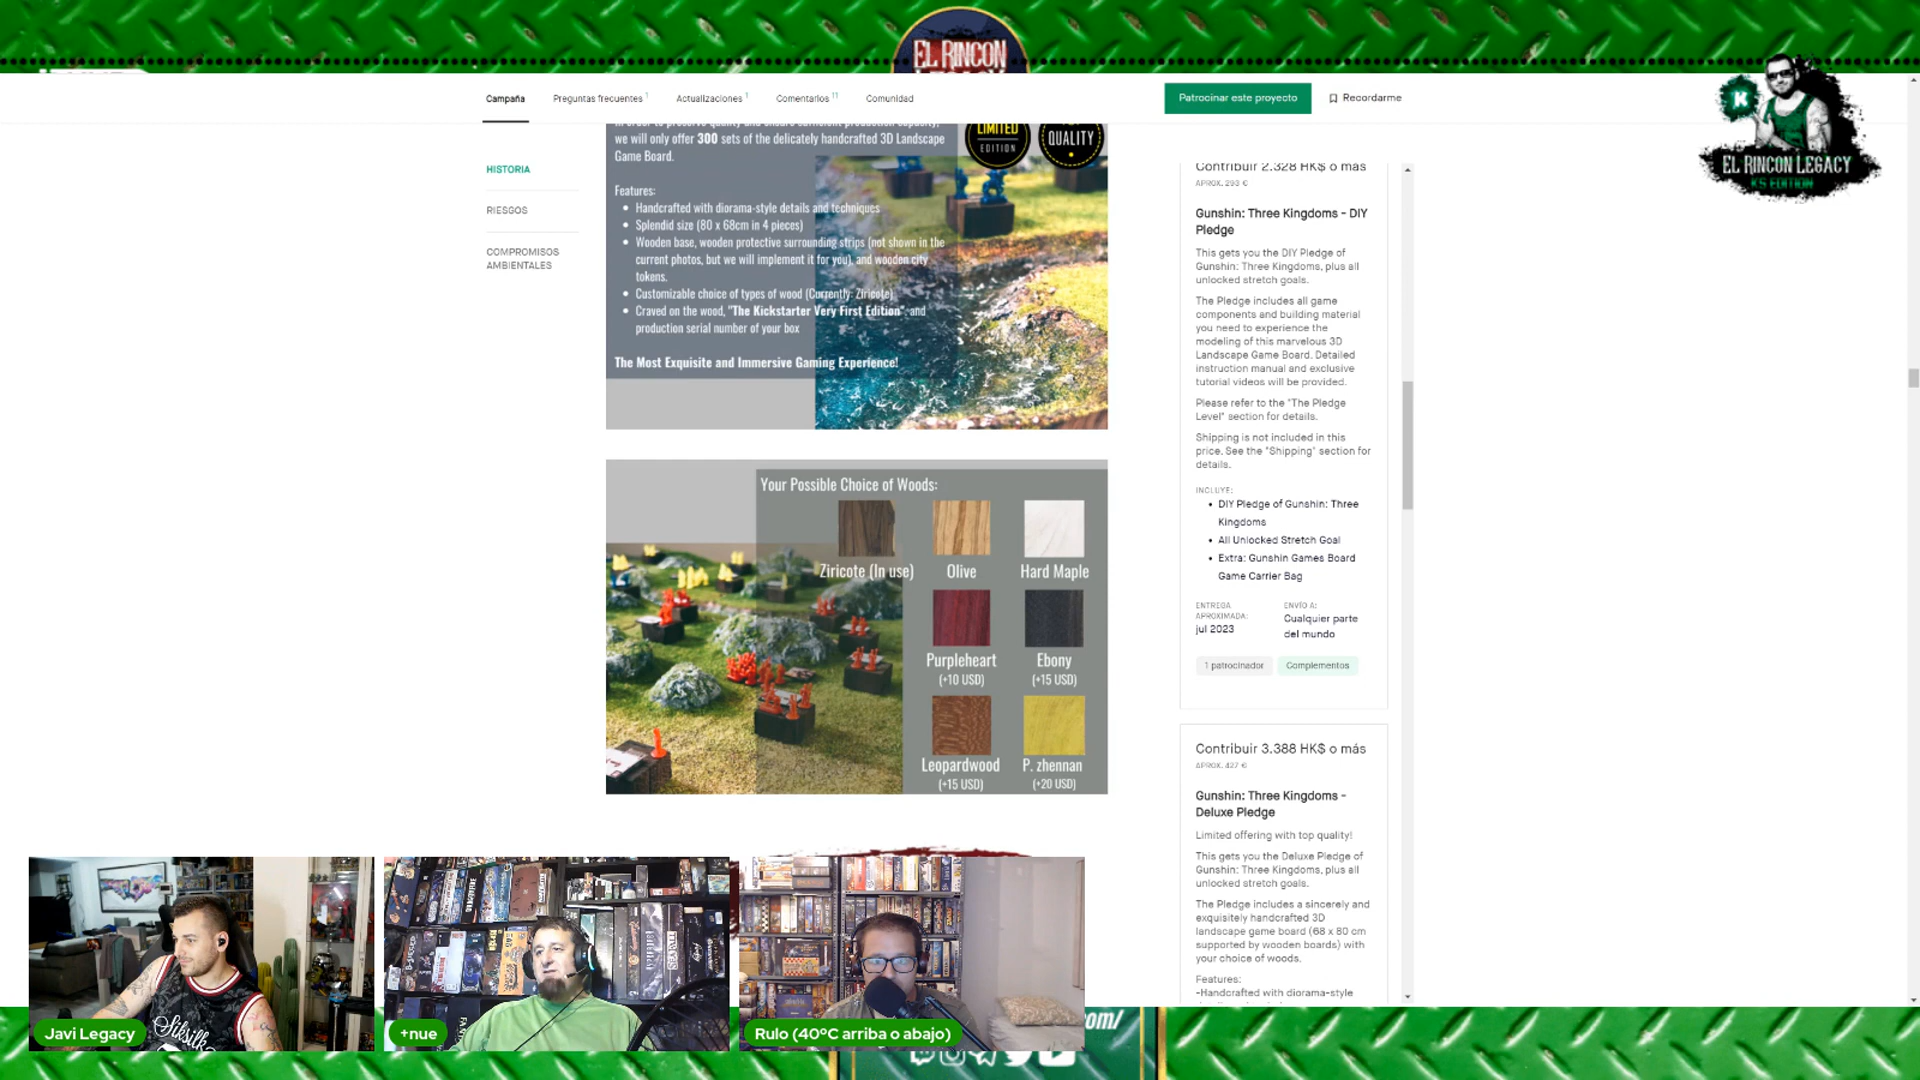 EL RINCON
LEGACY
Campaña
Preguntas frecuentes 1
Actualizaciones 1
Comentarios 11
Comunidad
Patrocinar este proyecto
Recordarme
K
EL RINCON LEGACY
KS EDITION
HISTORIA
RIESGOS
COMPROMISOS
AMBIENTALES
In order to preserve quality and ensure sufficient production capacity,
we will only offer 300 sets of the delicately handcrafted 3D Landscape
Game Board.
LIMITED
EDITION
QUALITY
Features:
Handcrafted with diorama-style details and techniques
Splendid size (80 x 68cm in 4 pieces)
Wooden base, wooden protective surrounding strips (not shown in the
current photos, but we will implement it for you), and wooden city
tokens.
Customizable choice of types of wood (Currently: Ziricote)
Craved on the wood, "The Kickstarter Very First Edition", and
production serial number of your box
The Most Exquisite and Immersive Gaming Experience!
Your Possible Choice of Woods:
Ziricote (In use)
Olive
Hard Maple
Purpleheart
(+10 USD)
Ebony
(+15 USD)
Leopardwood
(+15 USD)
P. zhennan
(+20 USD)
Contribuir 2.328 HK$ o más
APROX. 293 €
Gunshin: Three Kingdoms - DIY
Pledge
This gets you the DIY Pledge of
Gunshin: Three Kingdoms, plus all
unlocked stretch goals.
The Pledge includes all game
components and building material
you need to experience the
modeling of this marvelous 3D
Landscape Game Board. Detailed
instruction manual and exclusive
tutorial videos will be provided.
Please refer to the "The Pledge
Level" section for details.
Shipping is not included in this
price. See the "Shipping" section for
details.
INCLUYE:
DIY Pledge of Gunshin: Three
Kingdoms
All Unlocked Stretch Goal
Extra: Gunshin Games Board
Game Carrier Bag
ENTREGA
APROXIMADA:
jul 2023
ENVÍO A:
Cualquier parte
del mundo
1 patrocinador
Complementos
Contribuir 3.388 HK$ o más
APROX. 427 €
Gunshin: Three Kingdoms -
Deluxe Pledge
Limited offering with top quality!
This gets you the Deluxe Pledge of
Gunshin: Three Kingdoms, plus all
unlocked stretch goals.
The Pledge includes a sincerely and
exquisitely handcrafted 3D
landscape game board (68 x 80 cm
supported by wooden boards) with
your choice of woods.
Features:
-Handcrafted with diorama-style
Siksilk
Javi Legacy
+nue
Rulo (40ºC arriba o abajo)
om/